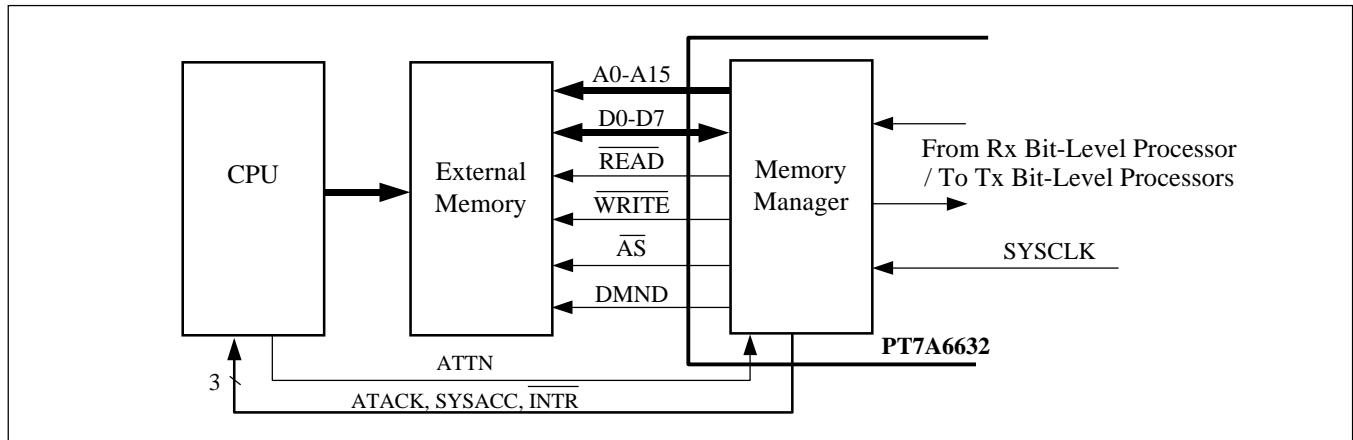 A0-A15
D0-D7
READ
WRITE
AS
DMND
CPU
External
Memory
Memory
Manager
From Rx Bit-Level Processor
/ To Tx Bit-Level Processors
SYSCLK
PT7A6632
ATTN
3
ATACK, SYSACC, INTR